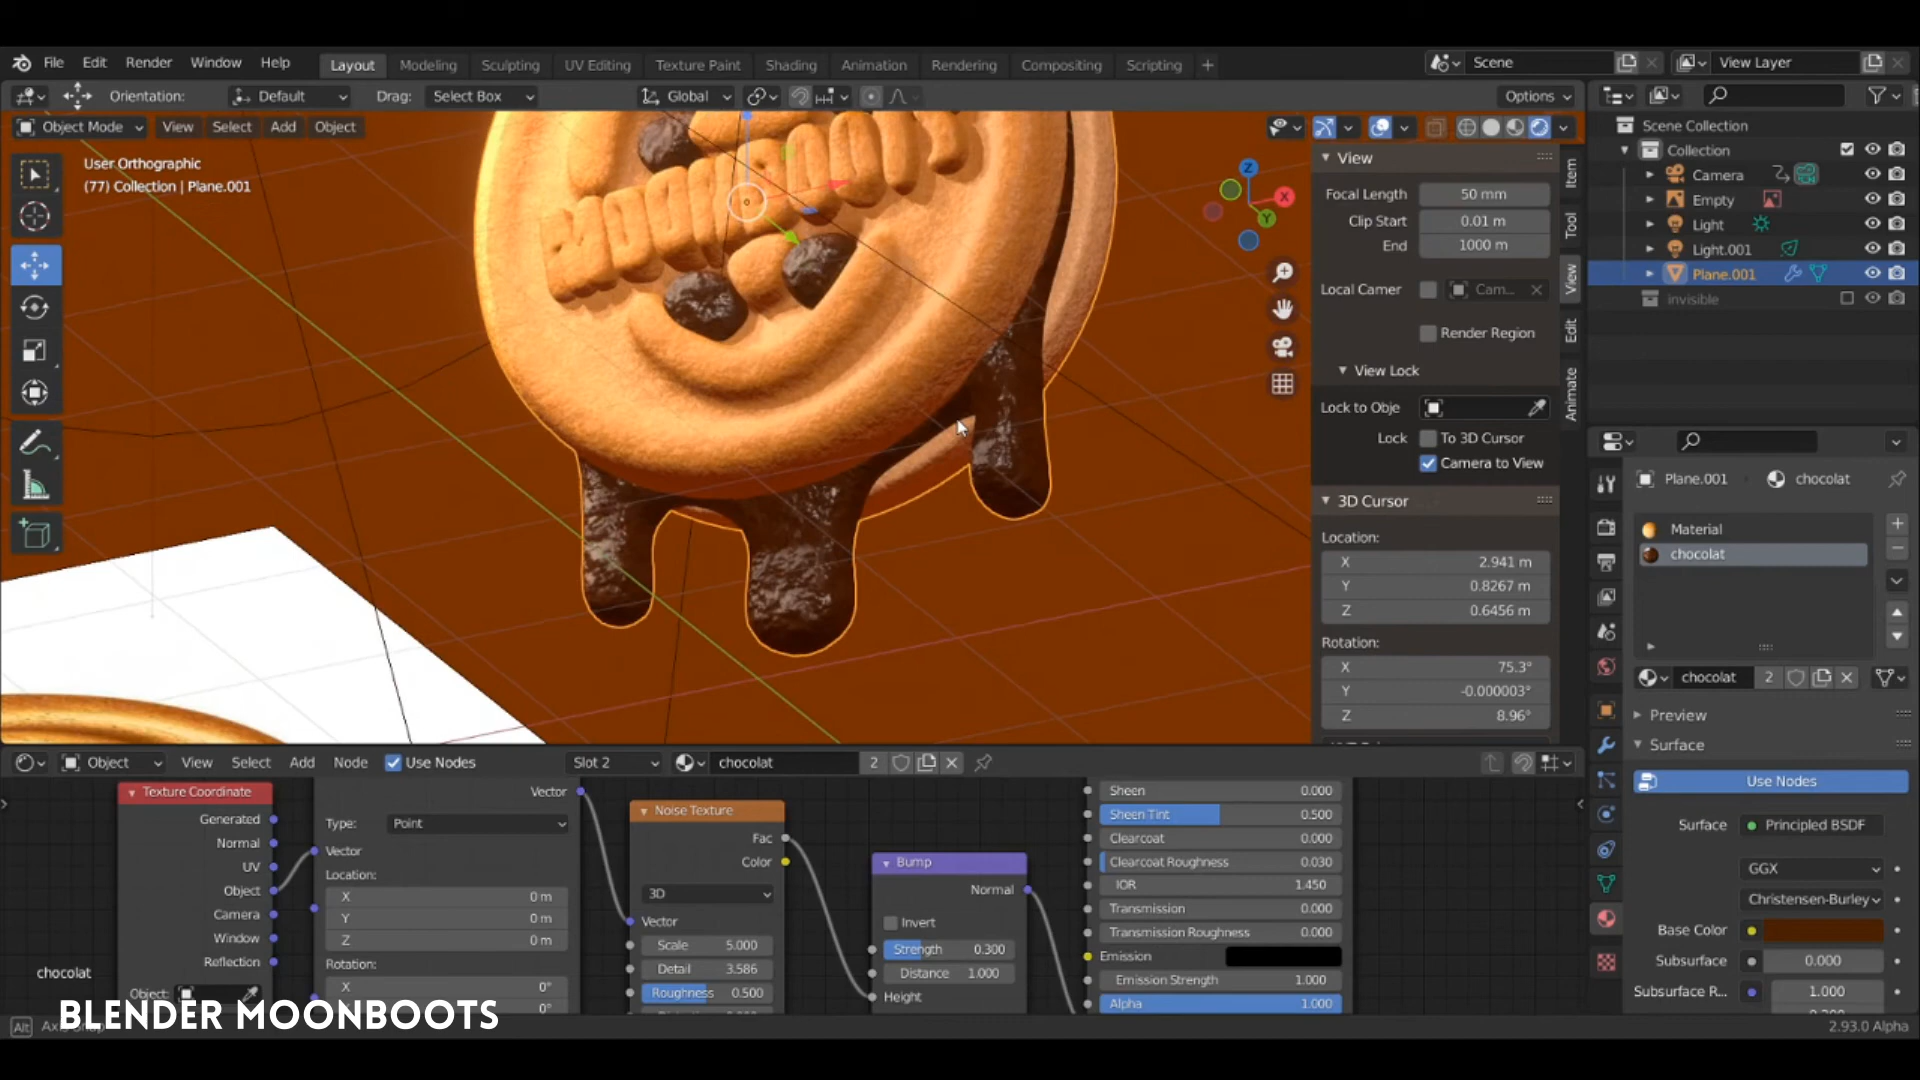 File Edit Render Window Help Layout Modeling Sculpting UV Editing Texture Paint Shading Animation Rendering Compositing Scripting + Scene View Layer
Orientation: Default Drag: Select Box Global Options
Object Mode View Select Add Object
User Orthographic
(77) Collection | Plane.001
Z
X
Y
View
Focal Length 50 mm
Clip Start 0.01 m
End 1000 m
Local Camer Cam...
Render Region
View Lock
Lock to Obje
Lock To 3D Cursor
Camera to View
3D Cursor
Location:
X 2.941 m
Y 0.8267 m
Z 0.6456 m
Rotation:
X 75.3°
Y -0.000003°
Z 8.96°
Item
Tool
View
Edit
Animate
Scene Collection
Collection
Camera
Empty
Light
Light.001
Plane.001
invisible
Plane.001 chocolat
Material
chocolat
chocolat 2
Preview
Surface
Use Nodes
Surface Principled BSDF
GGX
Christensen-Burley
Base Color
Subsurface 0.000
Subsurface R... 1.000
Object View Select Add Node Use Nodes Slot 2 chocolat 2
Texture Coordinate
Generated
Normal
UV
Object
Camera
Window
Reflection
Object:
Vector
Type: Point
Vector
Location:
X 0 m
Y 0 m
Z 0 m
Rotation:
X 0°
0°
Noise Texture
Fac
Color
3D
Vector
Scale 5.000
Detail 3.586
Roughness 0.500
Bump
Normal
Invert
Strength 0.300
Distance 1.000
Height
Sheen 0.000
Sheen Tint 0.500
Clearcoat 0.000
Clearcoat Roughness 0.030
IOR 1.450
Transmission 0.000
Transmission Roughness 0.000
Emission
Emission Strength 1.000
Alpha 1.000
chocolat
BLENDER MOONBOOTS
Alt
2.93.0 Alpha